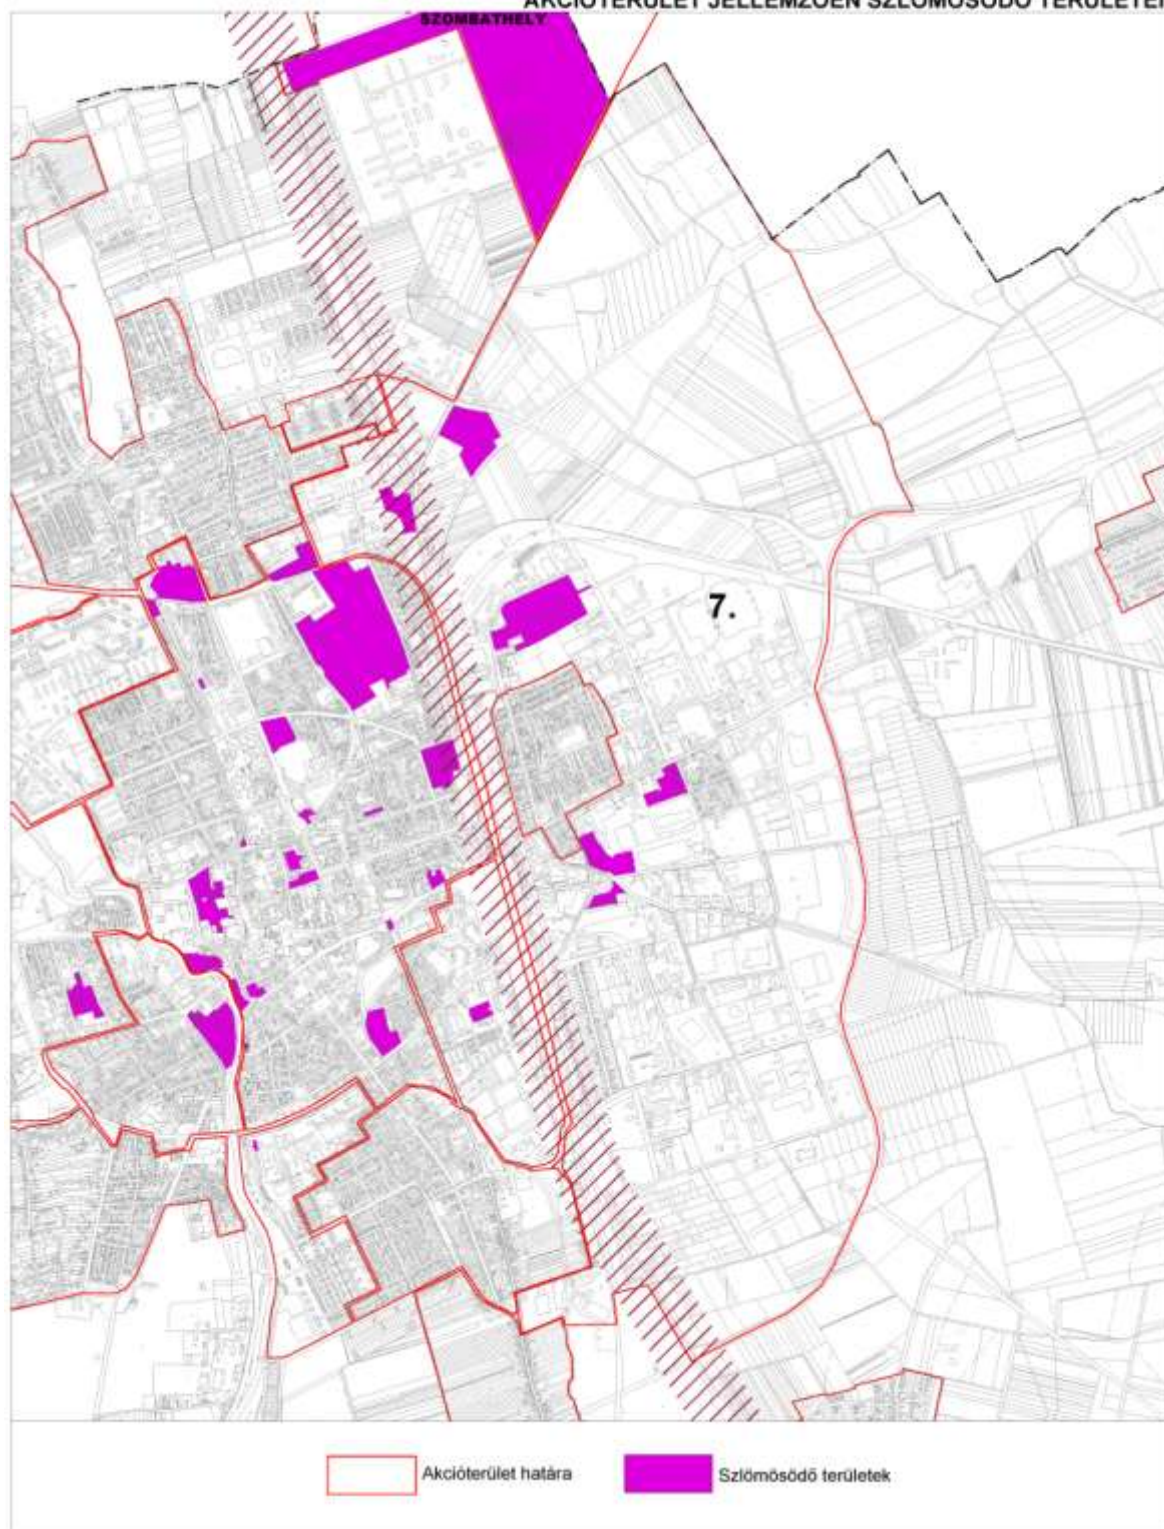 AKCIÓTERÜLET JELLEMZŐEN SZLÖMÖSÖDŐ TERÜLETEI
SZOMBATHELY
7.
Akcióterület határa
Szlömösödő területek